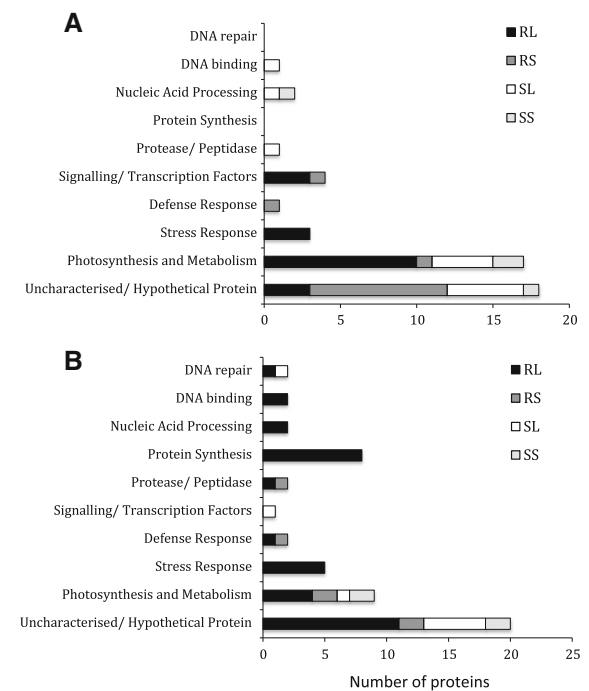 A
DNA repair
DNA binding
Nucleic Acid Processing
Protein Synthesis
Protease/ Peptidase
Signalling/ Transcription Factors
Defense Response
Stress Response
Photosynthesis and Metabolism
Uncharacterised/ Hypothetical Protein
0 5 10 15 20
RL
RS
SL
SS
B
DNA repair
DNA binding
Nucleic Acid Processing
Protein Synthesis
Protease/ Peptidase
Signalling/ Transcription Factors
Defense Response
Stress Response
Photosynthesis and Metabolism
Uncharacterised/ Hypothetical Protein
0 5 10 15 20 25
Number of proteins
RL
RS
SL
SS